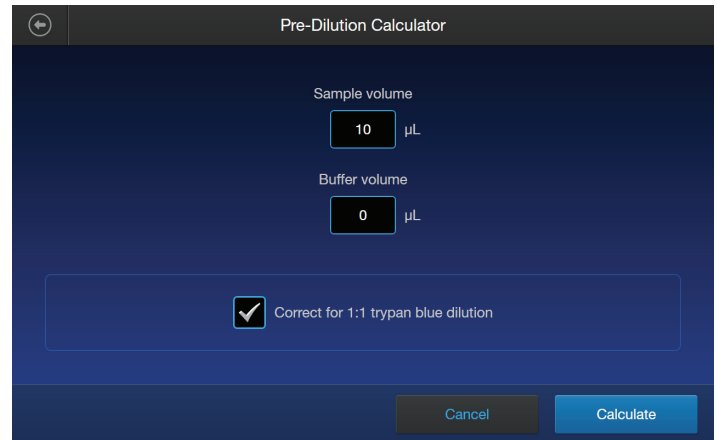 Pre-Dilution Calculator
Sample volume
10 µL
Buffer volume
0 µL
Correct for 1:1 trypan blue dilution
Cancel Calculate